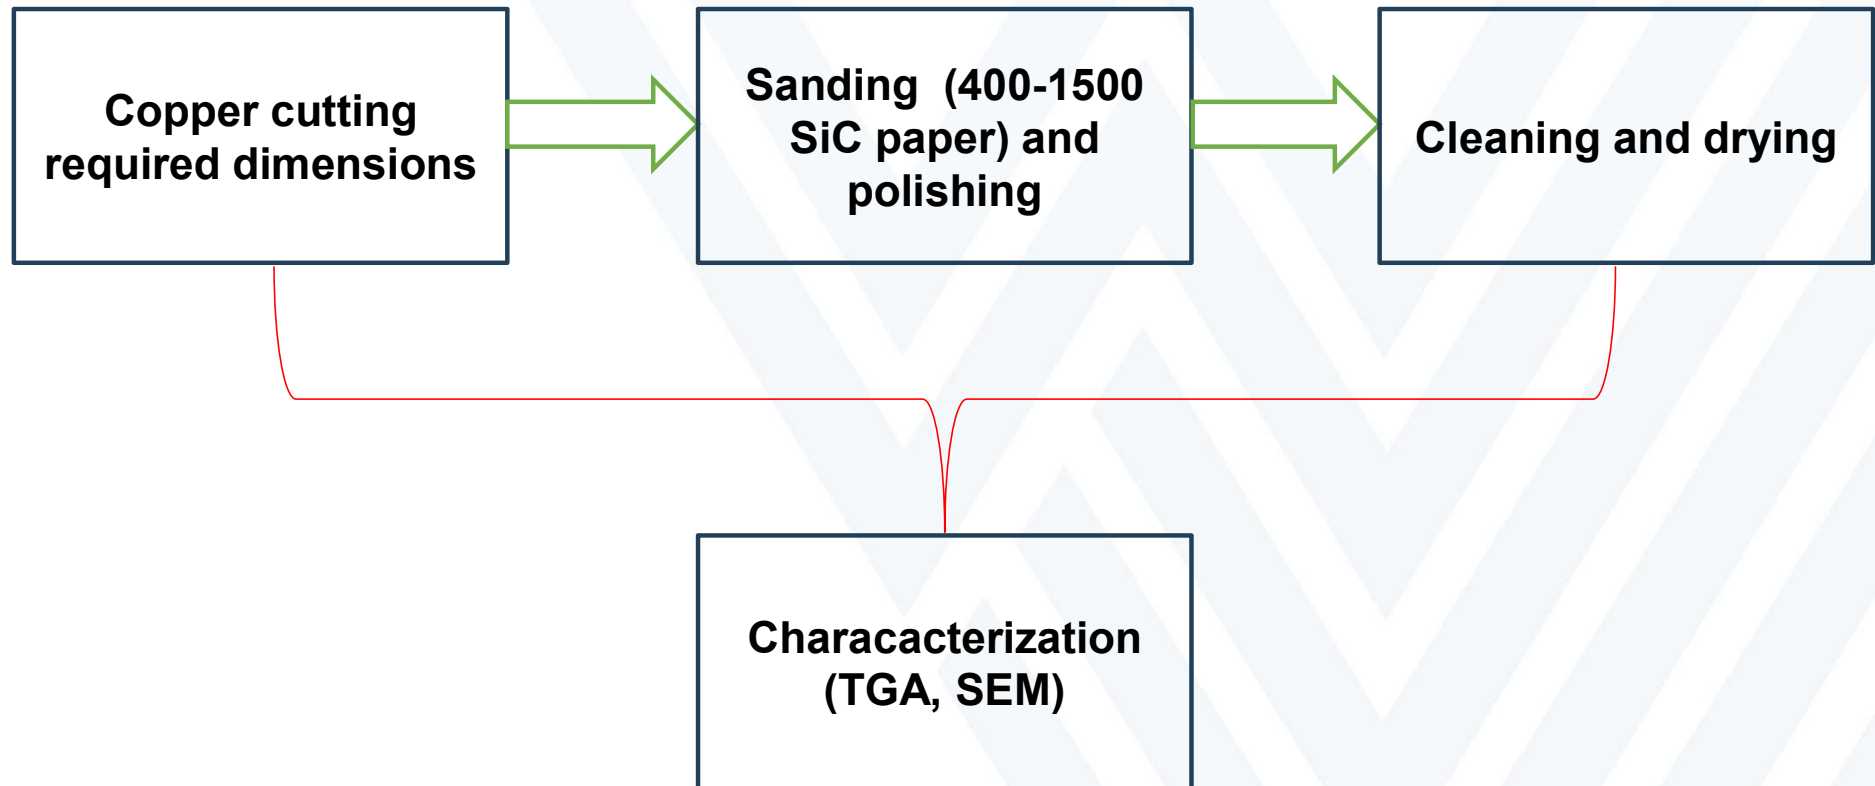 Copper cutting
required dimensions
Sanding (400-1500
SiC paper) and
polishing
Cleaning and drying
Characacterization
(TGA, SEM)